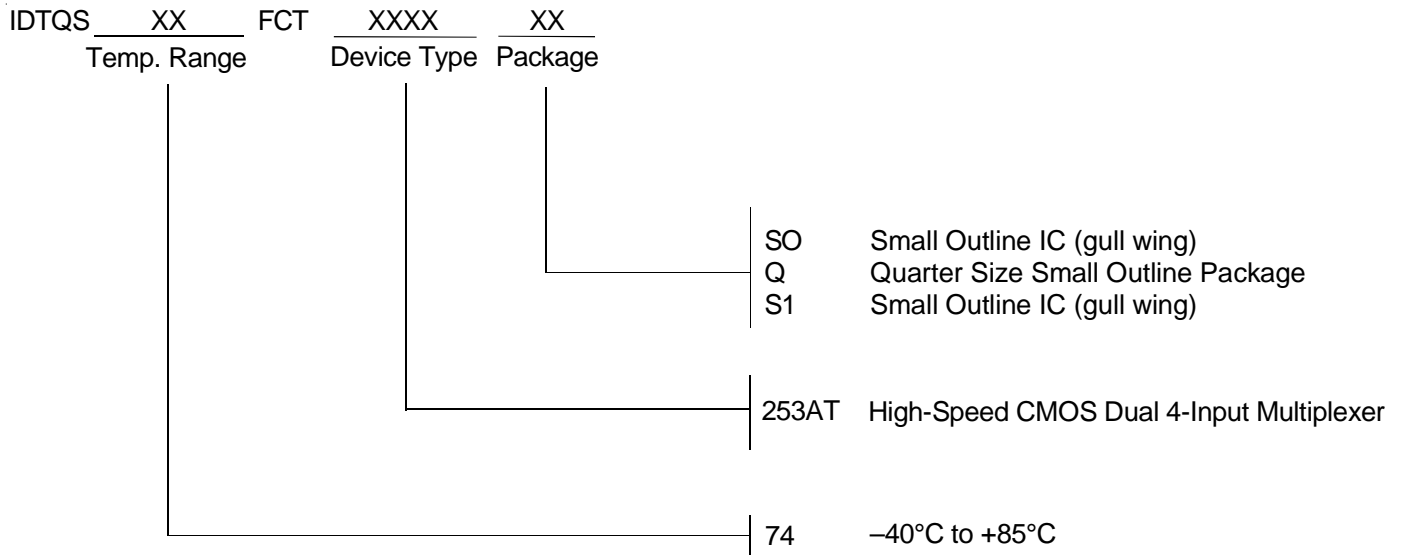 IDTQS XX FCT XXXX XX
Temp. Range Device Type Package
SO Small Outline IC (gull wing)
Q Quarter Size Small Outline Package
S1 Small Outline IC (gull wing)
253AT High-Speed CMOS Dual 4-Input Multiplexer
74 –40°C to +85°C